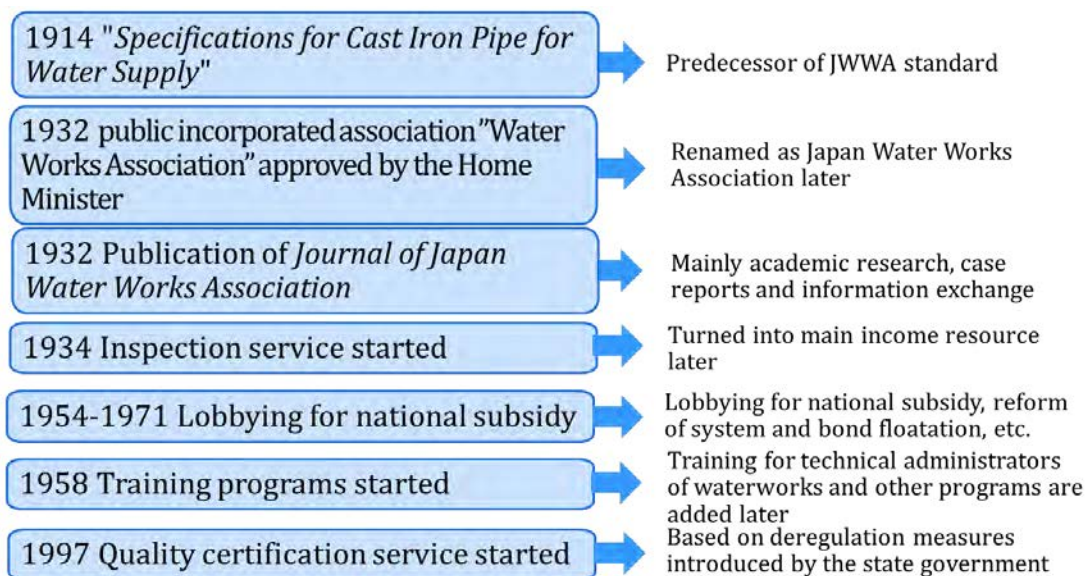 1914 "Specifications for Cast Iron Pipe for
Water Supply"
Predecessor of JWWA standard
1932 public incorporated association ”Water
Works Association” approved by the Home
Minister
Renamed as Japan Water Works
Association later
1932 Publication of Journal of Japan
Water Works Association
Mainly academic research, case
reports and information exchange
1934 Inspection service started
Turned into main income resource
later
1954-1971 Lobbying for national subsidy
Lobbying for national subsidy, reform
of system and bond floatation, etc.
1958 Training programs started
Training for technical administrators
of waterworks and other programs are
added later
1997 Quality certification service started
Based on deregulation measures
introduced by the state government